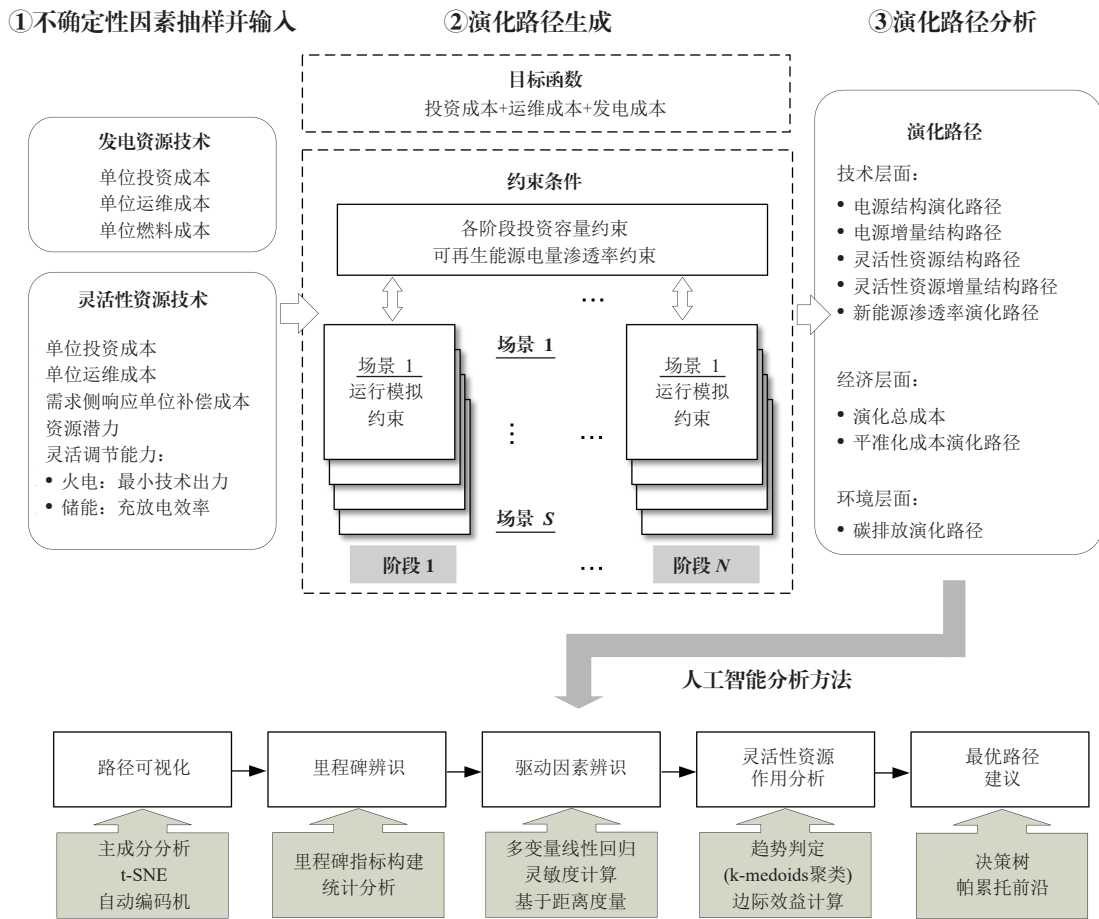 ①不确定性因素抽样并输入
②演化路径生成
③演化路径分析
发电资源技术
单位投资成本
单位运维成本
单位燃料成本
灵活性资源技术
单位投资成本
单位运维成本
需求侧响应单位补偿成本
资源潜力
灵活调节能力：
• 火电：最小技术出力
• 储能：充放电效率
目标函数
投资成本+运维成本+发电成本
约束条件
各阶段投资容量约束
可再生能源电量渗透率约束
…
场景 1
运行模拟
约束
场景 1
⋮
…
场景 S
场景 1
运行模拟
约束
阶段 1
…
阶段 N
演化路径
技术层面：
• 电源结构演化路径
• 电源增量结构路径
• 灵活性资源结构路径
• 灵活性资源增量结构路径
• 新能源渗透率演化路径
经济层面：
• 演化总成本
• 平准化成本演化路径
环境层面：
• 碳排放演化路径
人工智能分析方法
路径可视化
里程碑辨识
驱动因素辨识
灵活性资源
作用分析
最优路径
建议
主成分分析
t-SNE
自动编码机
里程碑指标构建
统计分析
多变量线性回归
灵敏度计算
基于距离度量
趋势判定
(k-medoids聚类)
边际效益计算
决策树
帕累托前沿